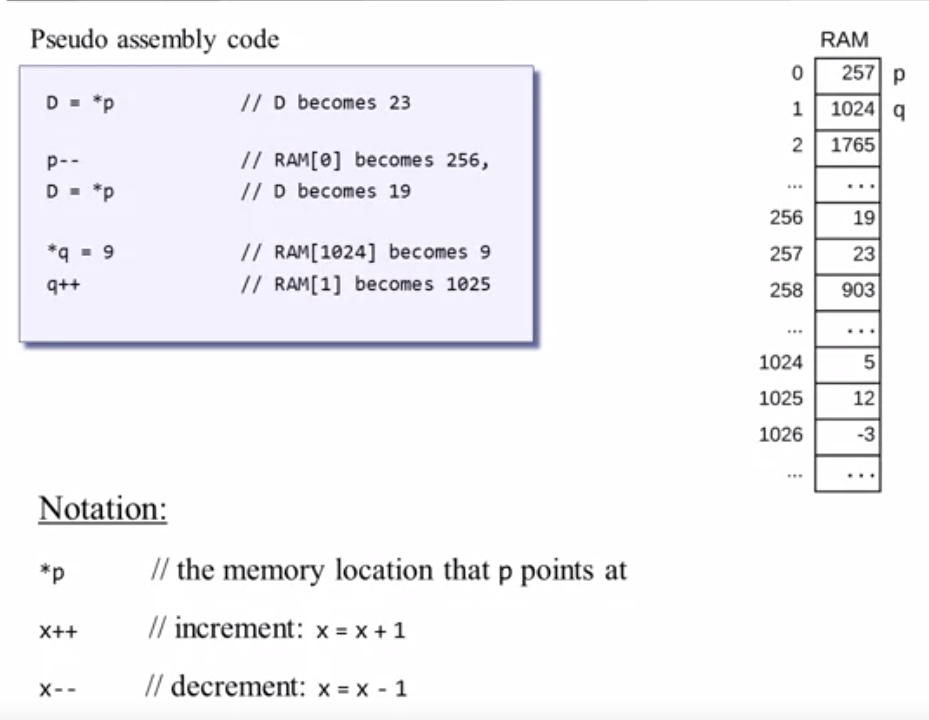 Pseudo assembly code
D = *p // D becomes 23
p-- // RAM[0] becomes 256,
D = *p // D becomes 19
*q = 9 // RAM[1024] becomes 9
q++ // RAM[1] becomes 1025
RAM
0 257 p
1 1024 q
2 1765
... ...
256 19
257 23
258 903
... ...
1024 5
1025 12
1026 -3
... ...
Notation:
*p // the memory location that p points at
x++ // increment: x = x + 1
x-- // decrement: x = x - 1